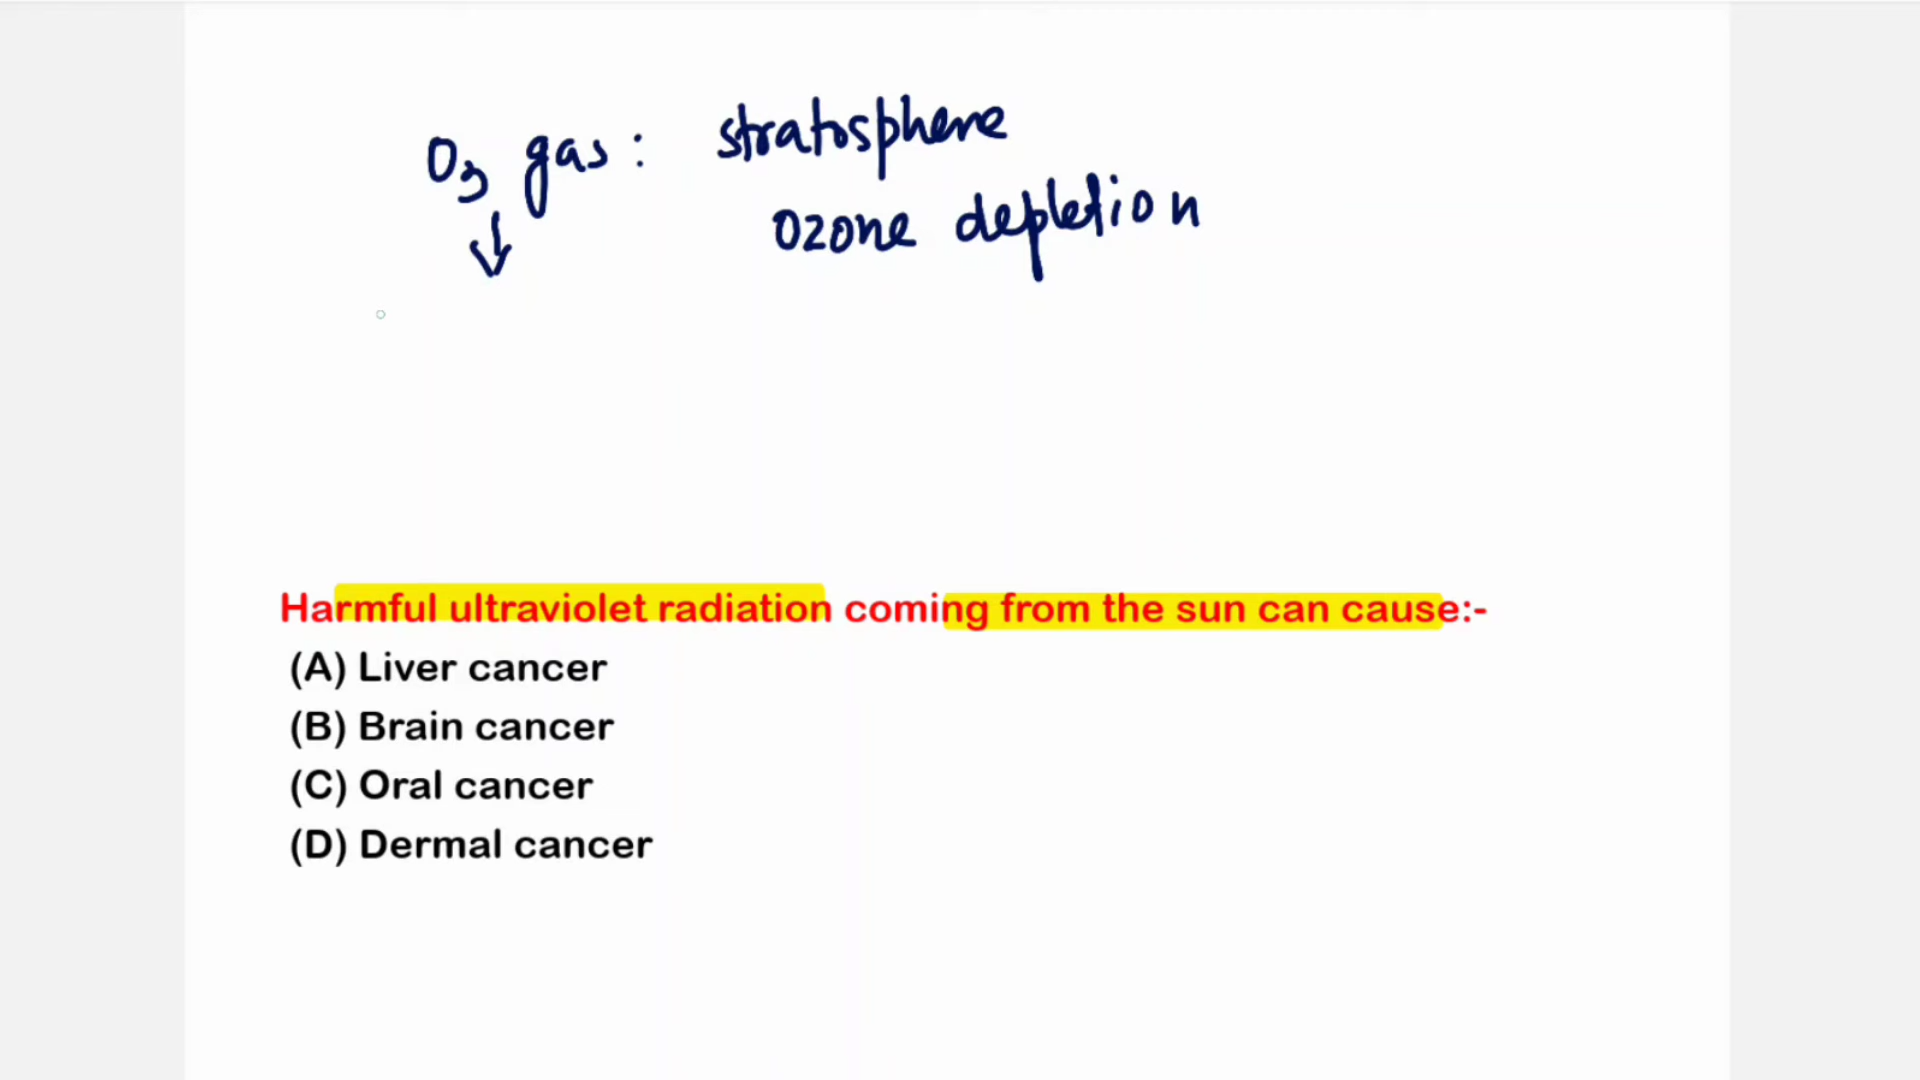 O3 gas : stratosphere
ozone depletion
Harmful ultraviolet radiation coming from the sun can cause:-
(A) Liver cancer
(B) Brain cancer
(C) Oral cancer
(D) Dermal cancer